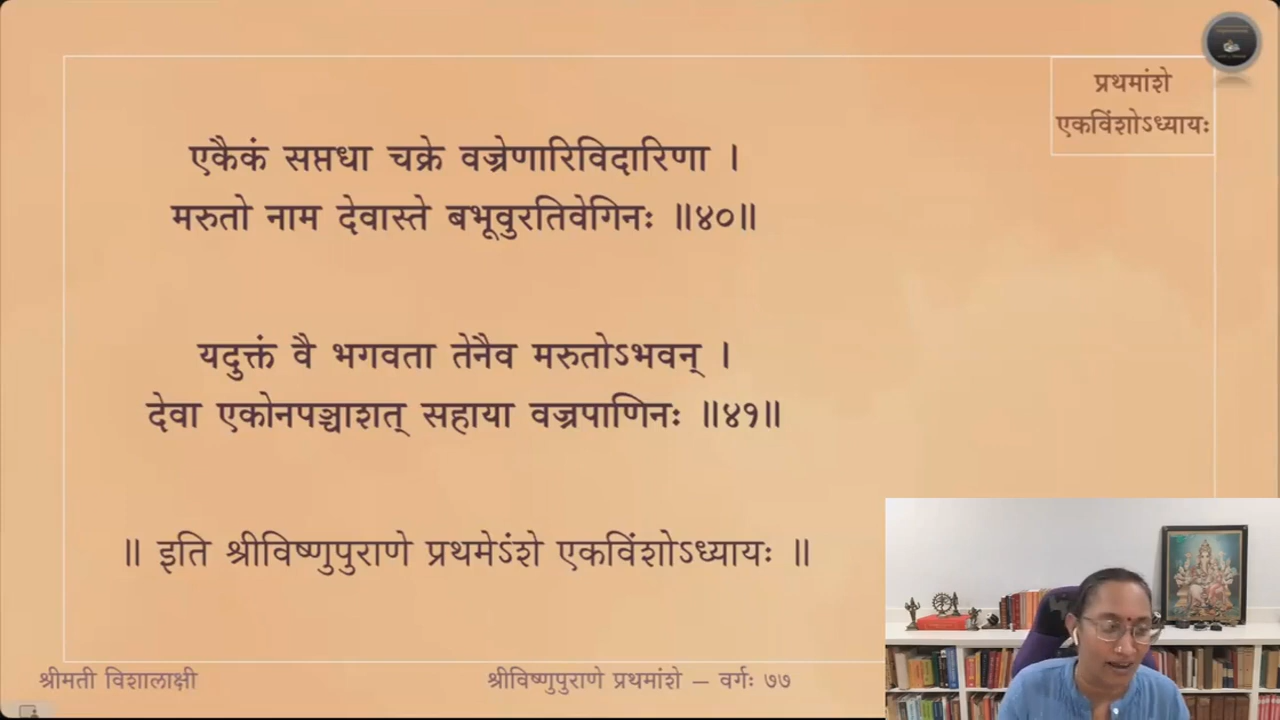 प्रथमांशे
एकविंशोऽध्यायः
एकैकं सप्तधा चक्रे वज्रेणारिविदारिणा ।
मरुतो नाम देवास्ते बभूवुरतिवेगिनः ॥४०॥
यदुक्तं वै भगवता तेनैव मरुतोऽभवन् ।
देवा एकोनपञ्चाशत् सहाया वज्रपाणिनः ॥४१॥
॥ इति श्रीविष्णुपुराणे प्रथमेऽंशे एकविंशोऽध्यायः ॥
श्रीमती विशालाक्षी
श्रीविष्णुपुराणे प्रथमांशे – वर्गः ७७